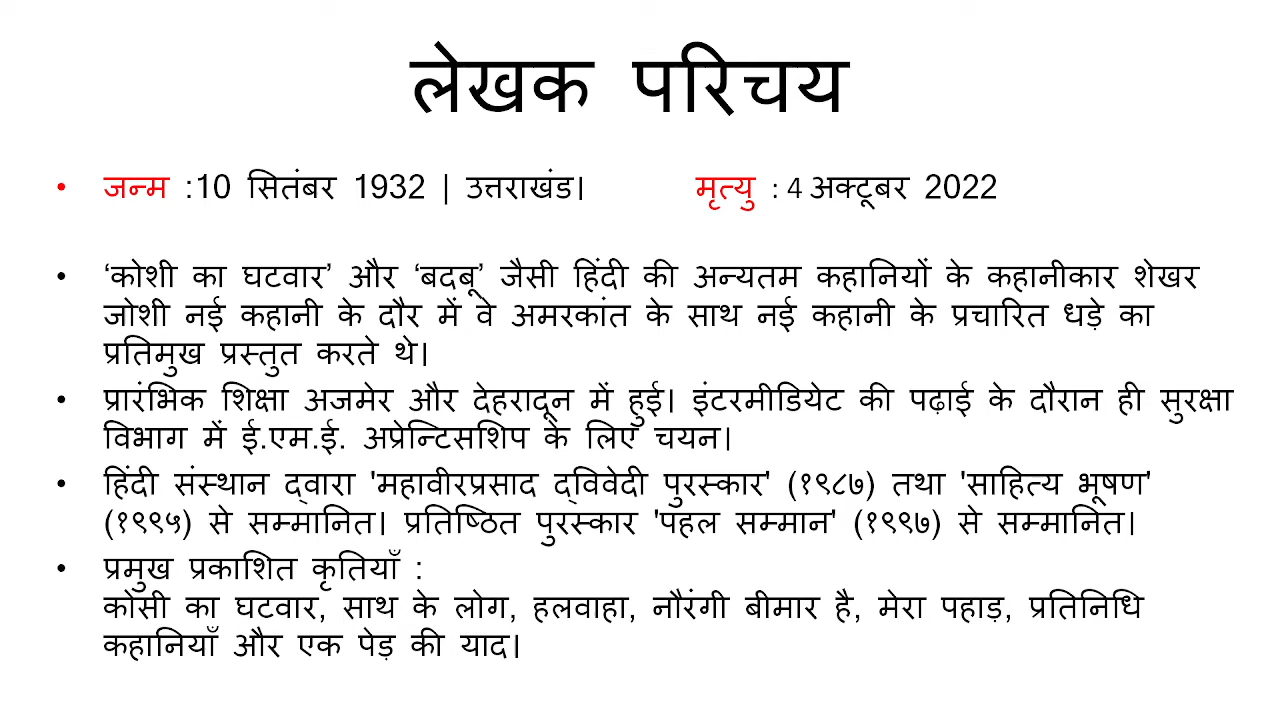 लेखक परिचय
• जन्म :10 सितंबर 1932 | उत्तराखंड। मृत्यु : 4 अक्टूबर 2022
• ‘कोशी का घटवार’ और ‘बदबू’ जैसी हिंदी की अन्यतम कहानियों के कहानीकार शेखर
जोशी नई कहानी के दौर में वे अमरकांत के साथ नई कहानी के प्रचारित धड़े का
प्रतिमुख प्रस्तुत करते थे।
• प्रारंभिक शिक्षा अजमेर और देहरादून में हुई। इंटरमीडियेट की पढ़ाई के दौरान ही सुरक्षा
विभाग में ई.एम.ई. अप्रेन्टिसशिप के लिए चयन।
• हिंदी संस्थान द्वारा 'महावीरप्रसाद द्विवेदी पुरस्कार' (१९८७) तथा 'साहित्य भूषण'
(१९९५) से सम्मानित। प्रतिष्ठित पुरस्कार 'पहल सम्मान' (१९९७) से सम्मानित।
• प्रमुख प्रकाशित कृतियाँ :
कोसी का घटवार, साथ के लोग, हलवाहा, नौरंगी बीमार है, मेरा पहाड़, प्रतिनिधि
कहानियाँ और एक पेड़ की याद।